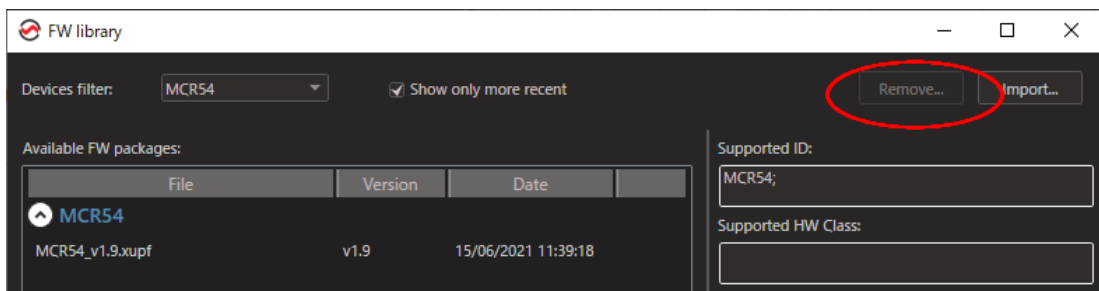 FW library
Devices filter: MCR54 Show only more recent Remove... Import...
Available FW packages:
File Version Date
MCR54
MCR54_v1.9.xupf v1.9 15/06/2021 11:39:18
Supported ID:
MCR54;
Supported HW Class: